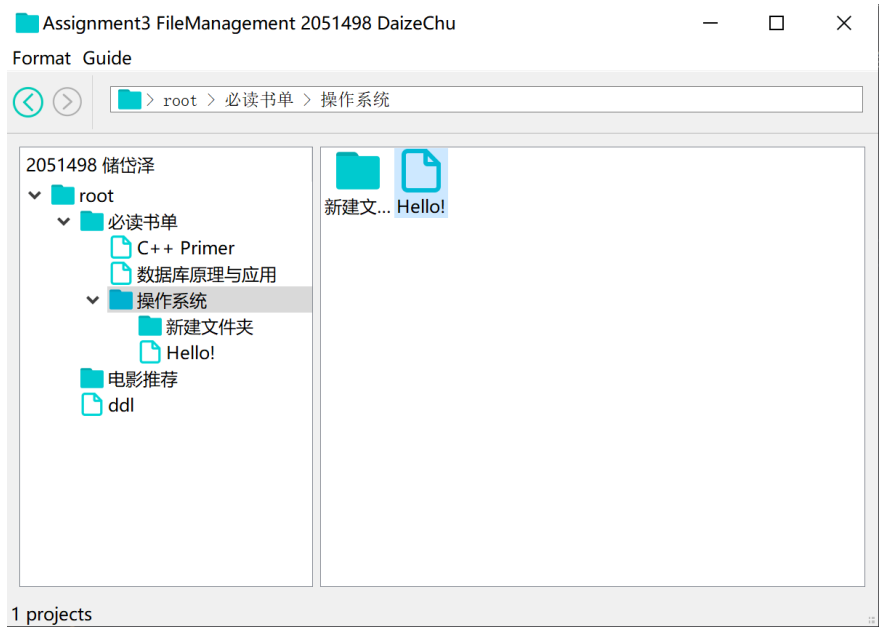 Assignment3 FileManagement 2051498 DaizeChu
Format Guide
root > 必读书单 > 操作系统
2051498 储岱泽
root
必读书单
C++ Primer
数据库原理与应用
操作系统
新建文件夹
Hello!
电影推荐
ddl
新建文... Hello!
1 projects